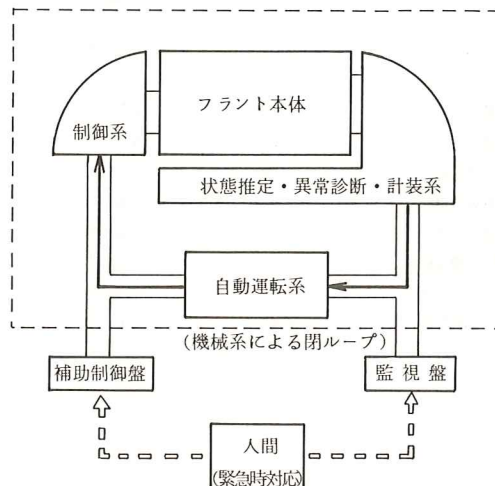 フラント本体
制御系
状態推定・異常診断・計装系
自動運転系
(機械系による閉ループ)
補助制御盤
監視盤
人間
(緊急時対応)